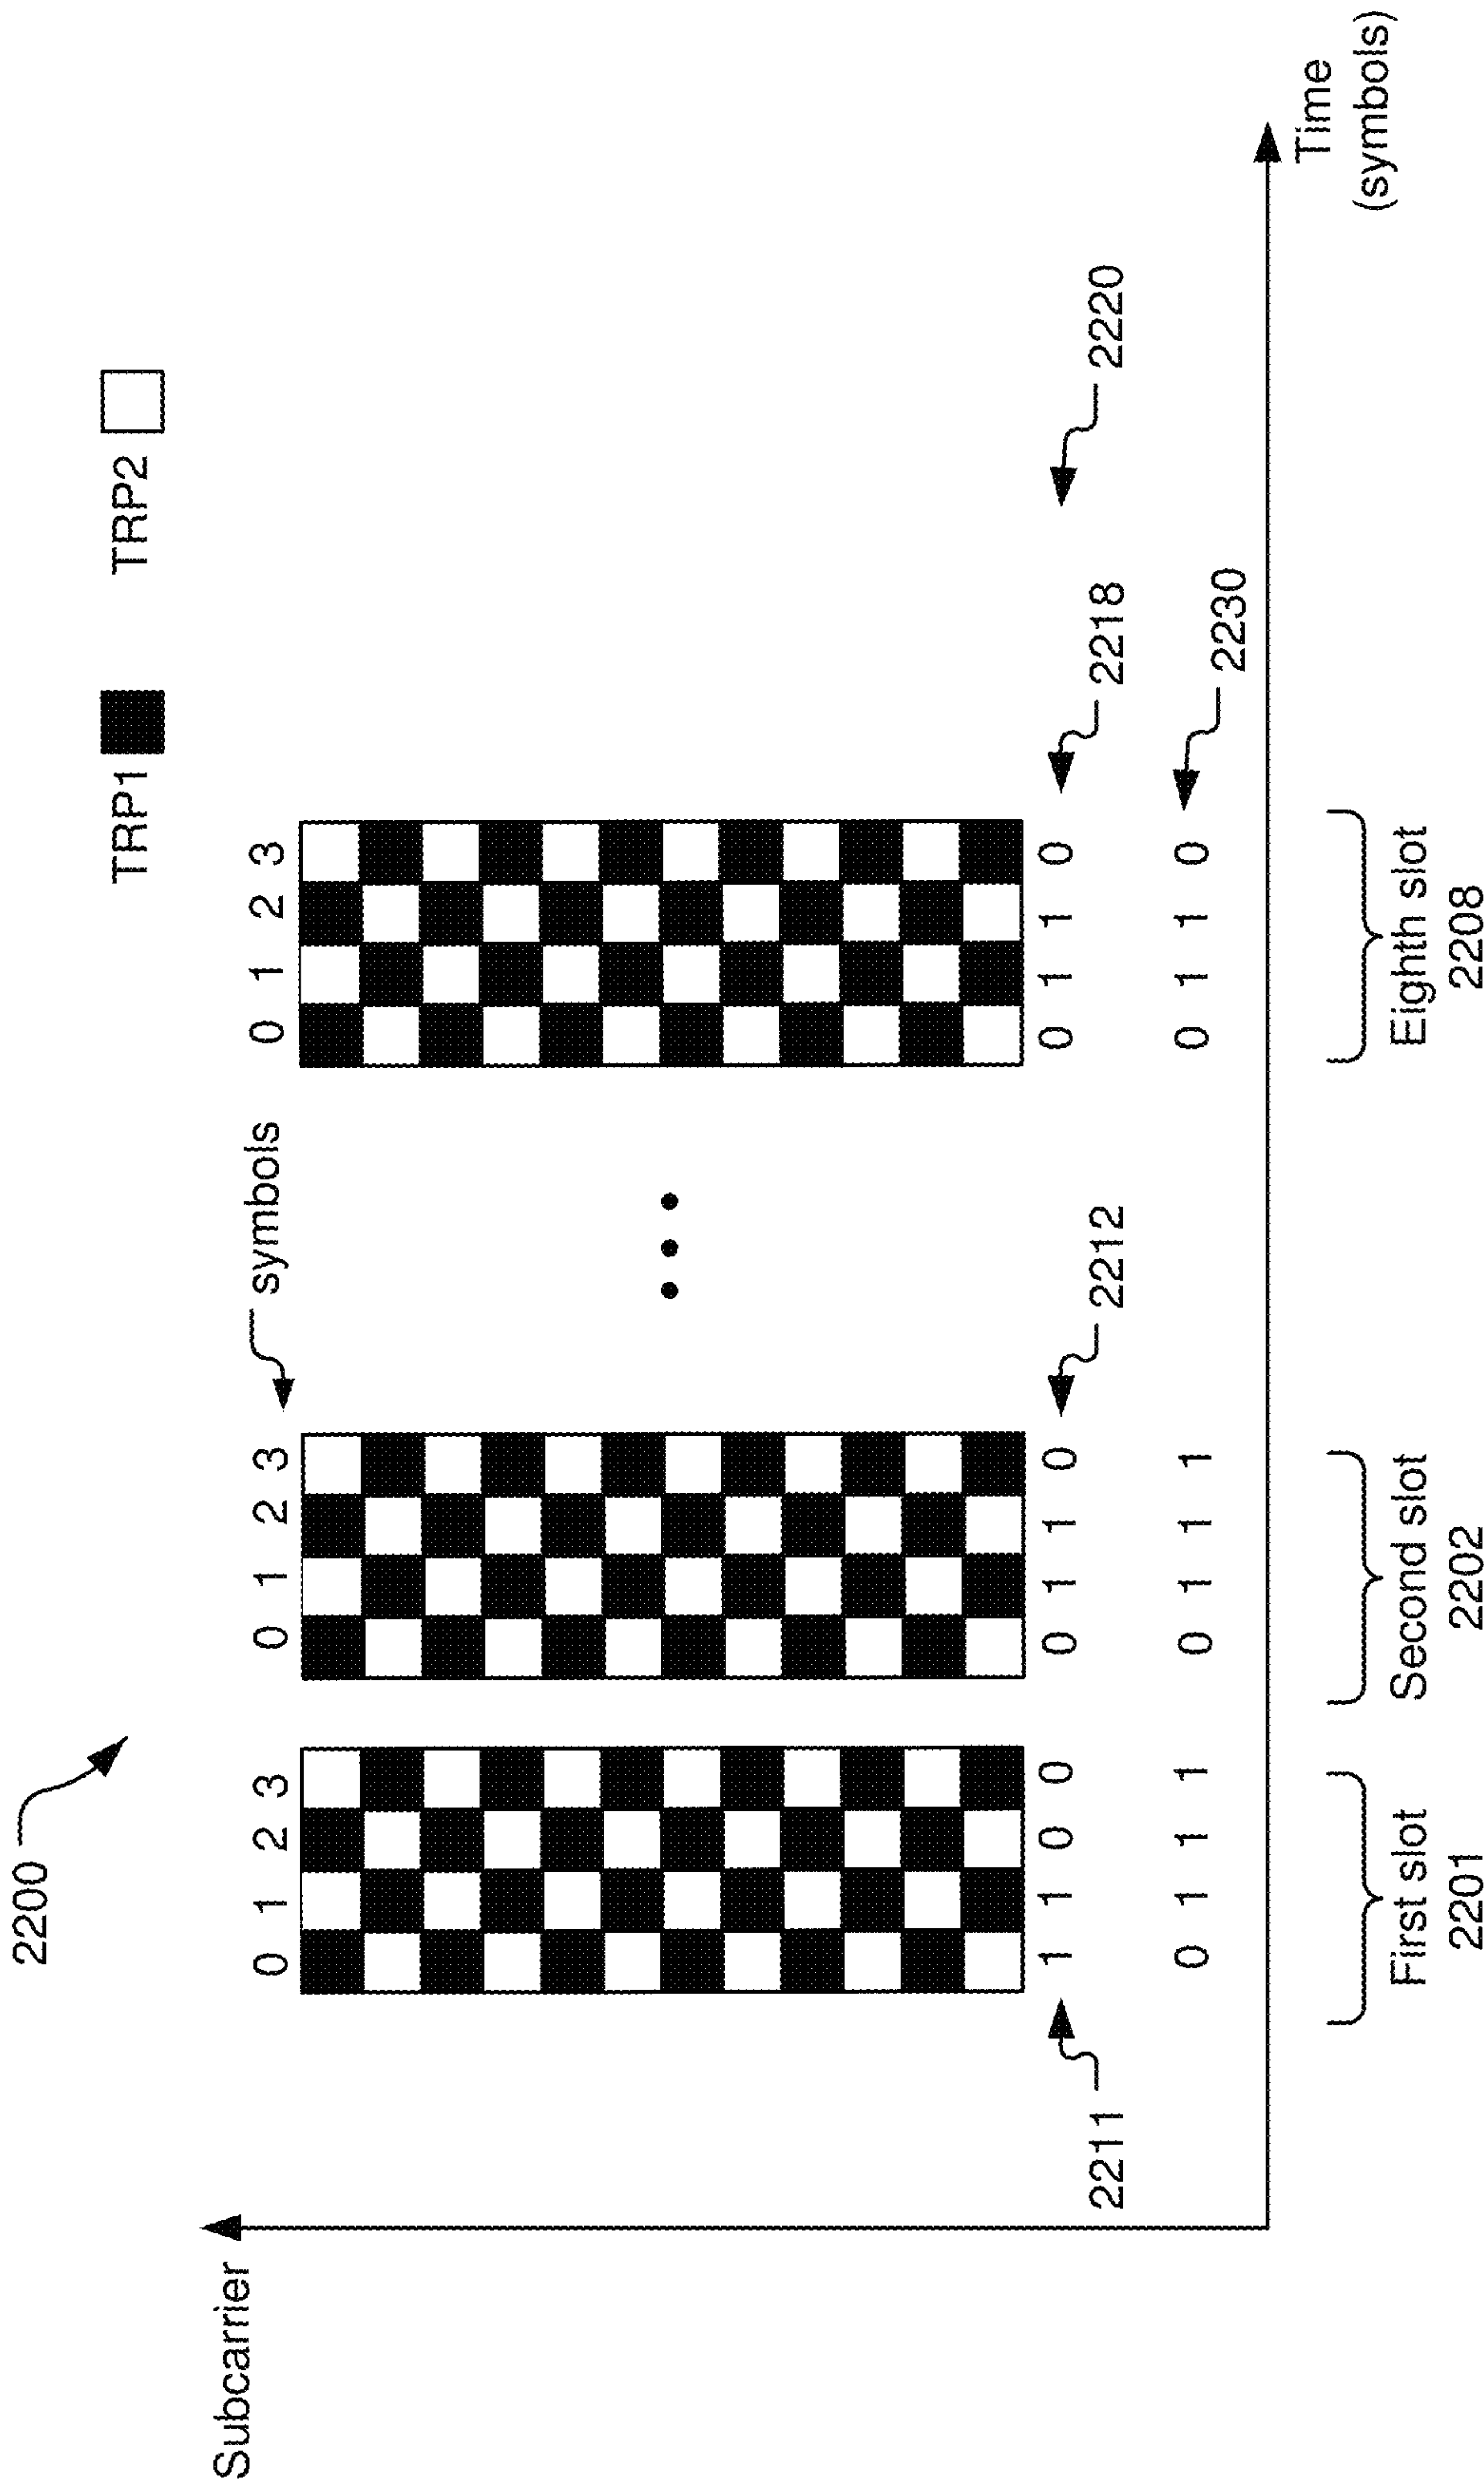 2200
TRP1
TRP2
symbols
0 1 2 3
0 1 2 3
0 1 2 3
Subcarrier
2211
1 1 0 0
0 1 1 0
2212
0 1 1 0
2218
2220
0 1 1 1
0 1 1 1
0 1 1 0
2230
Time
(symbols)
First slot
2201
Second slot
2202
Eighth slot
2208